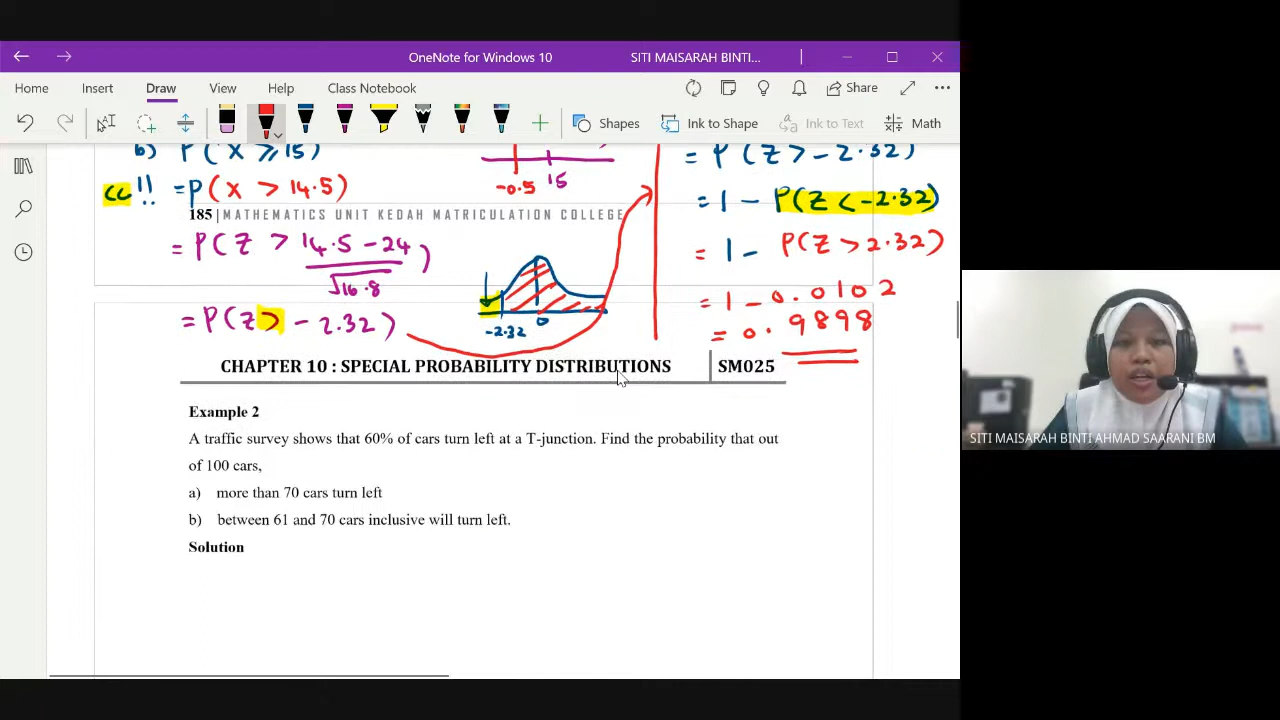 OneNote for Windows 10
SITI MAISARAH BINTI...
Home Insert Draw View Help Class Notebook
Share
Shapes Ink to Shape Ink to Text Math
b) P(X ≥ 15)
cc !! = P(X > 14.5)
-0.5 15
185 | MATHEMATICS UNIT KEDAH MATRICULATION COLLEGE
= P(Z > 14.5 - 24 / √16.8)
= P(Z > - 2.32)
-2.32 0
= P(Z > - 2.32)
= 1 - P(Z < -2.32)
= 1 - P(Z > 2.32)
= 1 - 0.0102
= 0.9898
CHAPTER 10 : SPECIAL PROBABILITY DISTRIBUTIONS SM025
Example 2
A traffic survey shows that 60% of cars turn left at a T-junction. Find the probability that out
of 100 cars,
a) more than 70 cars turn left
b) between 61 and 70 cars inclusive will turn left.
Solution
SITI MAISARAH BINTI AHMAD SAARANI BM